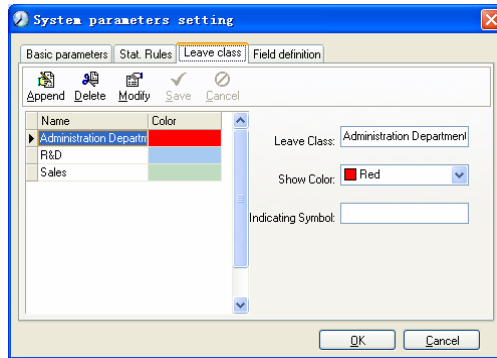 System parameters setting
Basic parameters Stat. Rules Leave class Field definition
Append Delete Modify Save Cancel
Name Color
Administration Departm
R&D
Sales
Leave Class: Administration Department
Show Color: Red
Indicating Symbol:
OK Cancel